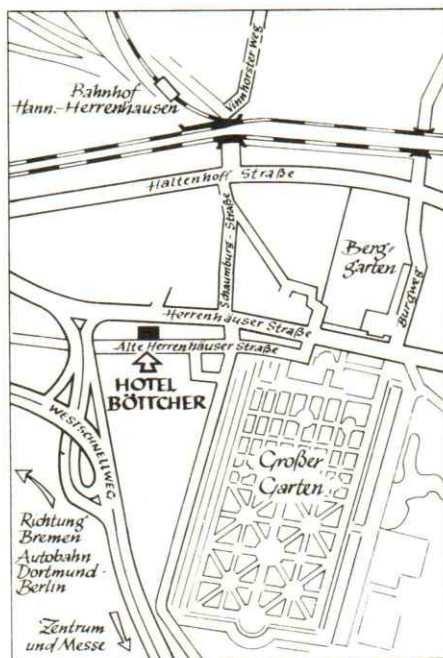 Bahnhof
Hann.-Herrenhausen
Vinnhorster Weg
Haltenhoff Straße
Schaumburg-Straße
Berg-
garten
Burgweg
Herrenhäuser Straße
Alte Herrenhäuser Straße
HOTEL
BÖTTCHER
WESTSCHNELLWEG
Großer
Garten
Richtung
Bremen
Autobahn
Dortmund-
Berlin
Zentrum
und Messe